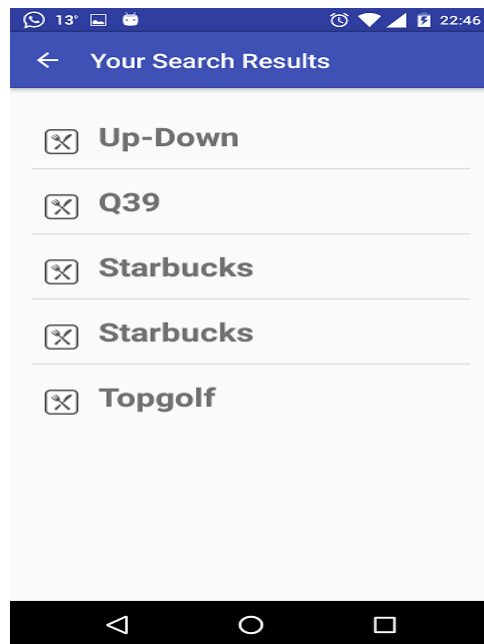 13° 22:46
Your Search Results
Up-Down
Q39
Starbucks
Starbucks
Topgolf